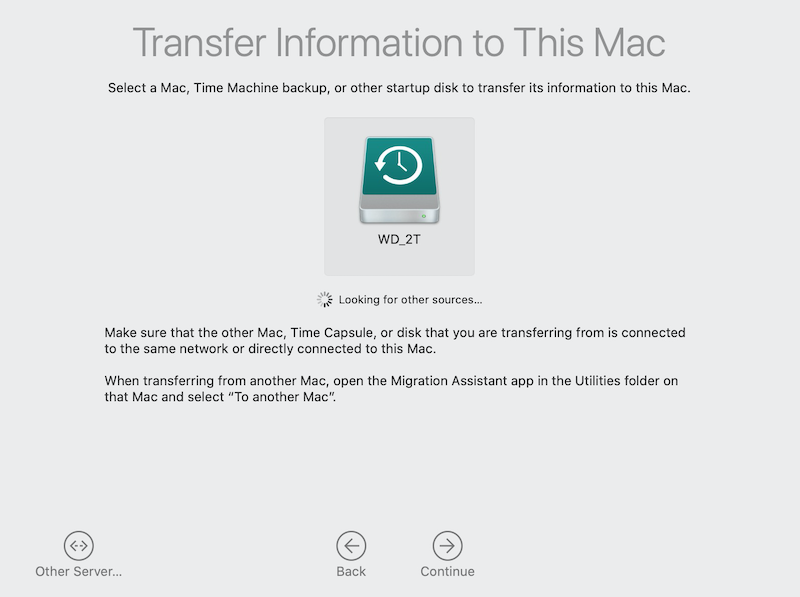 Transfer Information to This Mac
Select a Mac, Time Machine backup, or other startup disk to transfer its information to this Mac.
WD_2T
Looking for other sources...
Make sure that the other Mac, Time Capsule, or disk that you are transferring from is connected
to the same network or directly connected to this Mac.
When transferring from another Mac, open the Migration Assistant app in the Utilities folder on
that Mac and select “To another Mac”.
Other Server...
Back
Continue